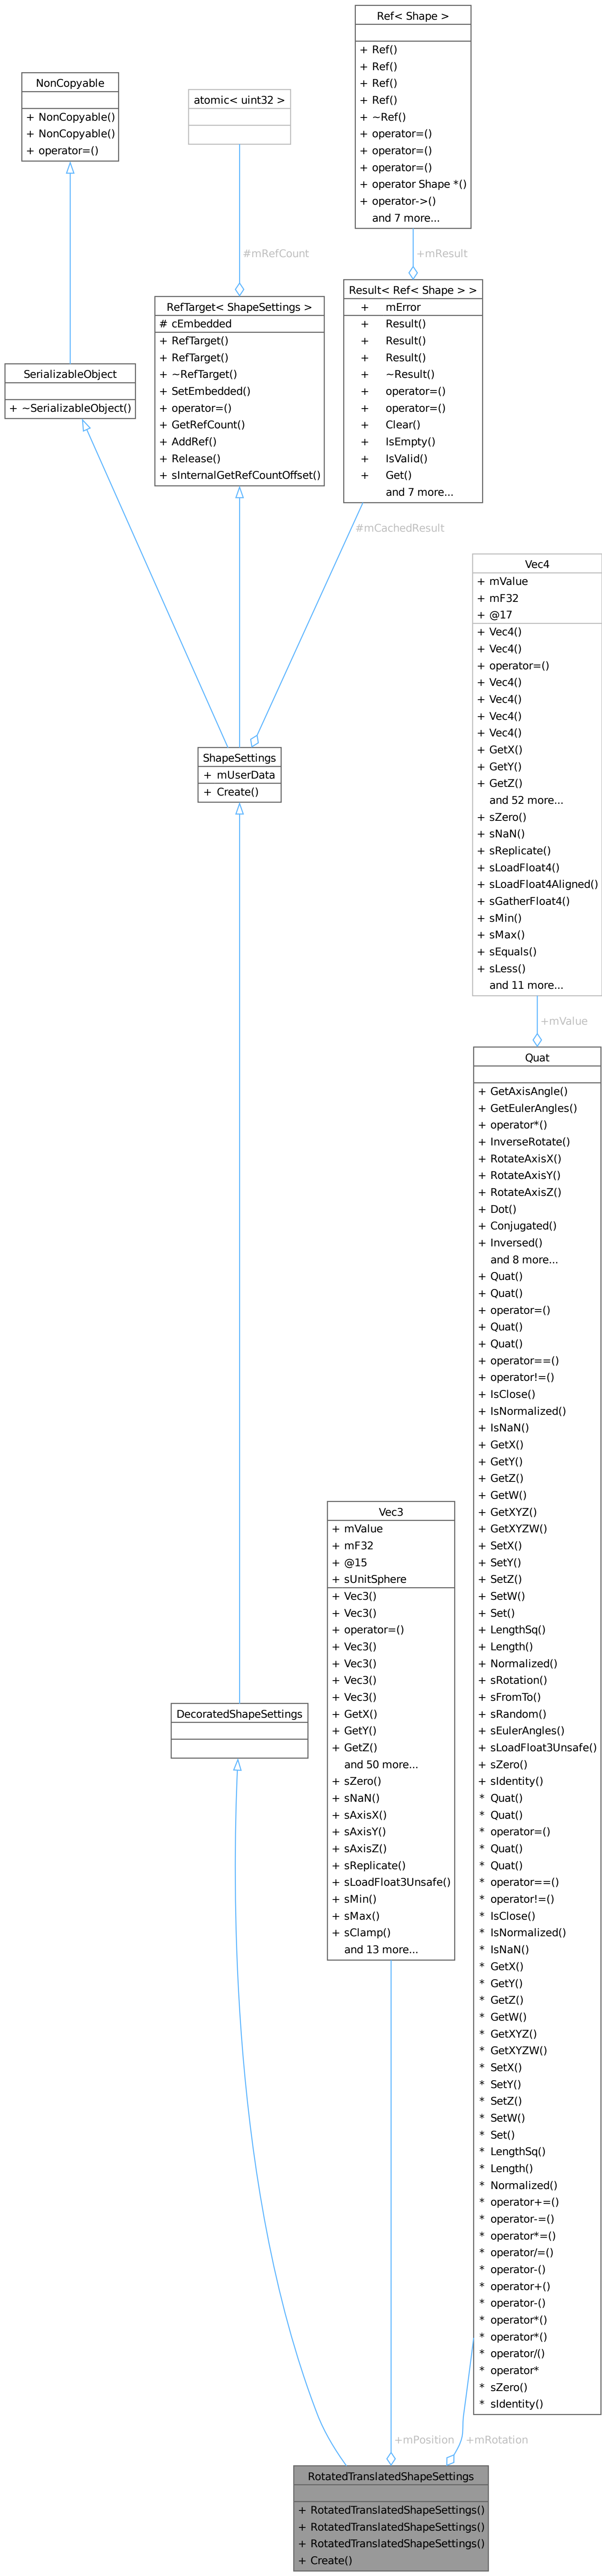 Ref< Shape >
+ Ref()
+ Ref()
+ Ref()
+ Ref()
+ ~Ref()
+ operator=()
+ operator=()
+ operator=()
+ operator Shape *()
+ operator->()
and 7 more...
NonCopyable
+ NonCopyable()
+ NonCopyable()
+ operator=()
atomic< uint32 >
#mRefCount
+mResult
RefTarget< ShapeSettings >
# cEmbedded
+ RefTarget()
+ RefTarget()
+ ~RefTarget()
+ SetEmbedded()
+ operator=()
+ GetRefCount()
+ AddRef()
+ Release()
+ sInternalGetRefCountOffset()
Result< Ref< Shape > >
+ mError
+ Result()
+ Result()
+ Result()
+ ~Result()
+ operator=()
+ operator=()
+ Clear()
+ IsEmpty()
+ IsValid()
+ Get()
and 7 more...
SerializableObject
+ ~SerializableObject()
#mCachedResult
Vec4
+ mValue
+ mF32
+ @17
+ Vec4()
+ Vec4()
+ operator=()
+ Vec4()
+ Vec4()
+ Vec4()
+ Vec4()
+ GetX()
+ GetY()
+ GetZ()
and 52 more...
+ sZero()
+ sNaN()
+ sReplicate()
+ sLoadFloat4()
+ sLoadFloat4Aligned()
+ sGatherFloat4()
+ sMin()
+ sMax()
+ sEquals()
+ sLess()
and 11 more...
ShapeSettings
+ mUserData
+ Create()
+mValue
Quat
+ GetAxisAngle()
+ GetEulerAngles()
+ operator*()
+ InverseRotate()
+ RotateAxisX()
+ RotateAxisY()
+ RotateAxisZ()
+ Dot()
+ Conjugated()
+ Inversed()
and 8 more...
+ Quat()
+ Quat()
+ operator=()
+ Quat()
+ Quat()
+ operator==()
+ operator!=()
+ IsClose()
+ IsNormalized()
+ IsNaN()
+ GetX()
+ GetY()
+ GetZ()
+ GetW()
+ GetXYZ()
+ GetXYZW()
+ SetX()
+ SetY()
+ SetZ()
+ SetW()
+ Set()
+ LengthSq()
+ Length()
+ Normalized()
+ sRotation()
+ sFromTo()
+ sRandom()
+ sEulerAngles()
+ sLoadFloat3Unsafe()
+ sZero()
+ sIdentity()
* Quat()
* Quat()
* operator=()
* Quat()
* Quat()
* operator==()
* operator!=()
* IsClose()
* IsNormalized()
* IsNaN()
* GetX()
* GetY()
* GetZ()
* GetW()
* GetXYZ()
* GetXYZW()
* SetX()
* SetY()
* SetZ()
* SetW()
* Set()
* LengthSq()
* Length()
* Normalized()
* operator+=()
* operator-=()
* operator*=()
* operator/=()
* operator-()
* operator+()
* operator-()
* operator*()
* operator*()
* operator/()
* operator*
* sZero()
* sIdentity()
Vec3
+ mValue
+ mF32
+ @15
+ sUnitSphere
+ Vec3()
+ Vec3()
+ operator=()
+ Vec3()
+ Vec3()
+ Vec3()
+ Vec3()
+ GetX()
+ GetY()
+ GetZ()
and 50 more...
+ sZero()
+ sNaN()
+ sAxisX()
+ sAxisY()
+ sAxisZ()
+ sReplicate()
+ sLoadFloat3Unsafe()
+ sMin()
+ sMax()
+ sClamp()
and 13 more...
DecoratedShapeSettings
+mPosition
+mRotation
RotatedTranslatedShapeSettings
+ RotatedTranslatedShapeSettings()
+ RotatedTranslatedShapeSettings()
+ RotatedTranslatedShapeSettings()
+ Create()